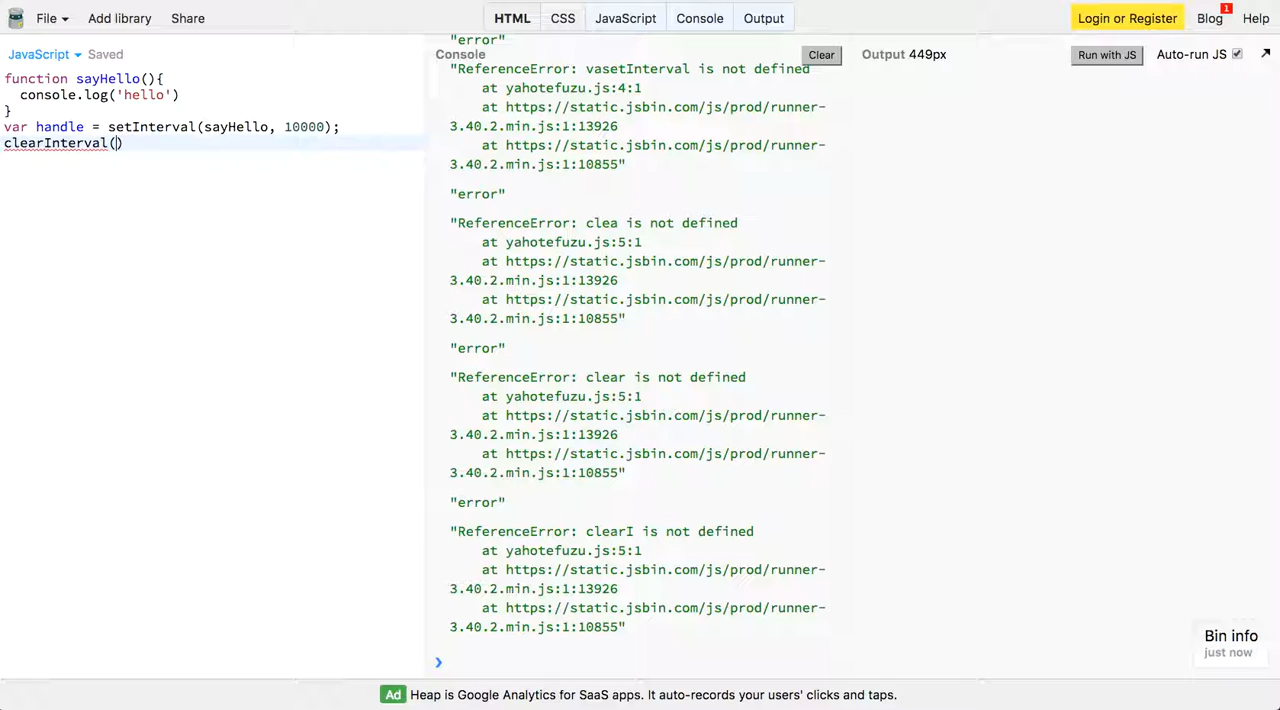 File
Add library
Share
HTML
CSS
JavaScript
Console
Output
Login or Register
Blog
1
Help
JavaScript
Saved
function sayHello(){
console.log('hello')
}
var handle = setInterval(sayHello, 10000);
clearInterval()
Console
Clear
"error"
"ReferenceError: vasetInterval is not defined
at yahotefuzu.js:4:1
at https://static.jsbin.com/js/prod/runner-
3.40.2.min.js:1:13926
at https://static.jsbin.com/js/prod/runner-
3.40.2.min.js:1:10855"
"error"
"ReferenceError: clea is not defined
at yahotefuzu.js:5:1
at https://static.jsbin.com/js/prod/runner-
3.40.2.min.js:1:13926
at https://static.jsbin.com/js/prod/runner-
3.40.2.min.js:1:10855"
"error"
"ReferenceError: clear is not defined
at yahotefuzu.js:5:1
at https://static.jsbin.com/js/prod/runner-
3.40.2.min.js:1:13926
at https://static.jsbin.com/js/prod/runner-
3.40.2.min.js:1:10855"
"error"
"ReferenceError: clearI is not defined
at yahotefuzu.js:5:1
at https://static.jsbin.com/js/prod/runner-
3.40.2.min.js:1:13926
at https://static.jsbin.com/js/prod/runner-
3.40.2.min.js:1:10855"
Output 449px
Run with JS
Auto-run JS
Bin info
just now
Ad Heap is Google Analytics for SaaS apps. It auto-records your users' clicks and taps.